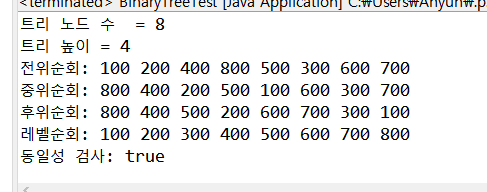 <terminated> BinaryTreeTest [Java Application] C:₩Users₩Anyun₩.p
트리 노드 수  = 8
트리 높이 = 4
전위순회: 100 200 400 800 500 300 600 700
중위순회: 800 400 200 500 100 600 300 700
후위순회: 800 400 500 200 600 700 300 100
레벨순회: 100 200 300 400 500 600 700 800
동일성 검사: true